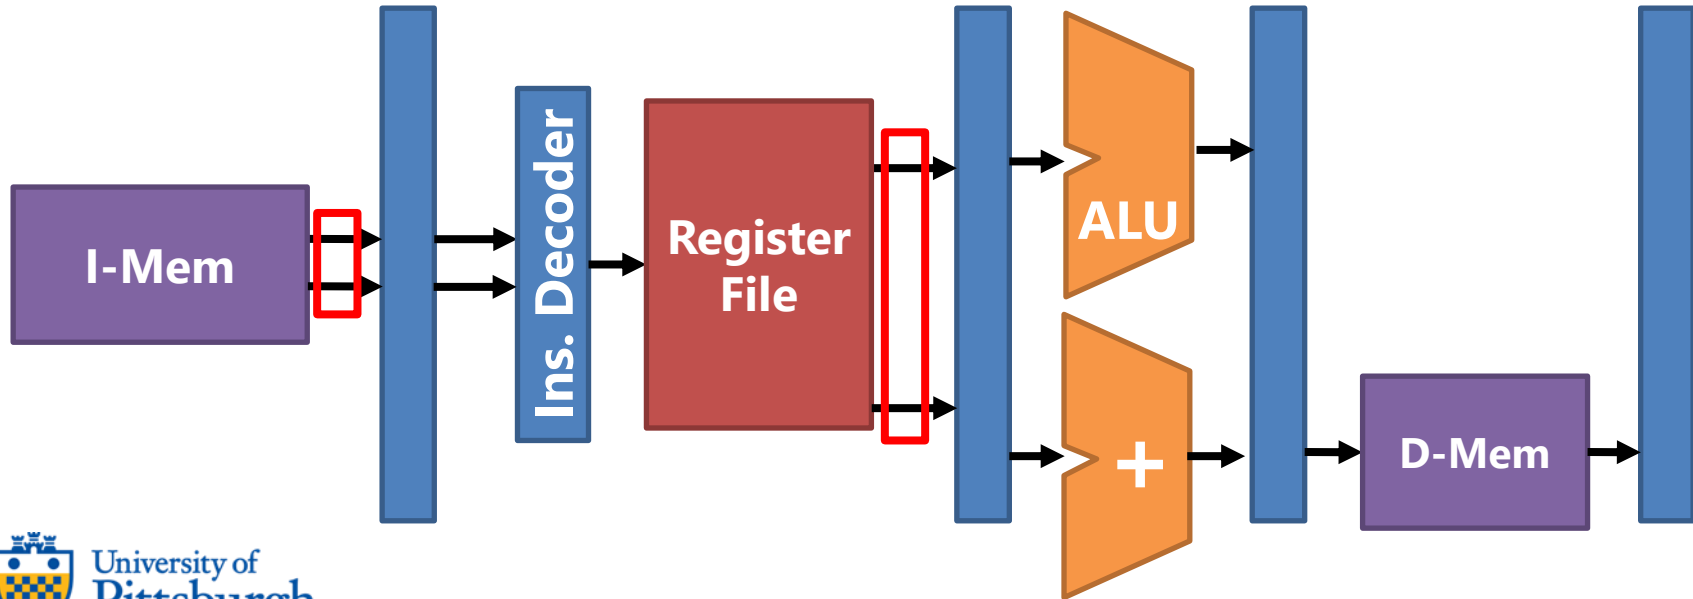 I-Mem
Ins. Decoder
Register
File
ALU
+
D-Mem
University of